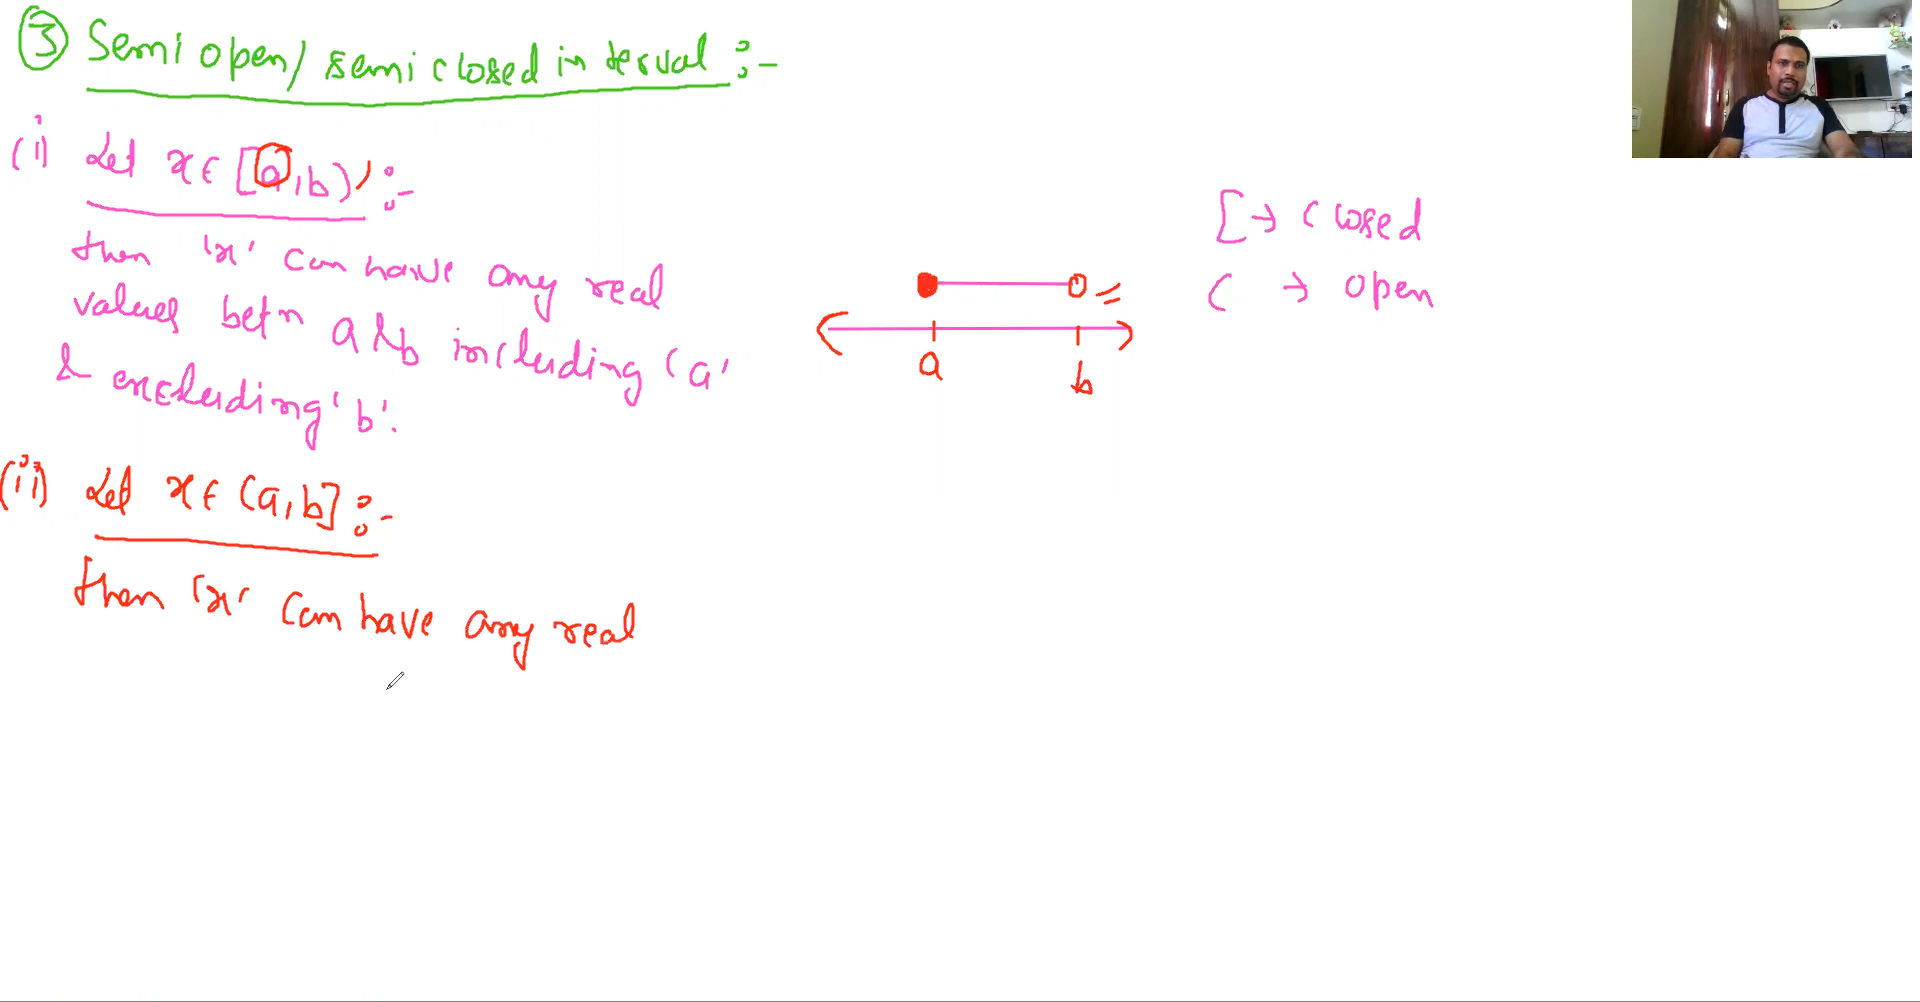 ③ Semi open/ semi closed interval :-
(i) Let x ∈ [a,b) :-
then 'x' can have any real
values betn a & b including 'a'
& excluding 'b'.
(ii) Let x ∈ (a,b] :-
then 'x' can have any real
a b
[ → closed
( → open